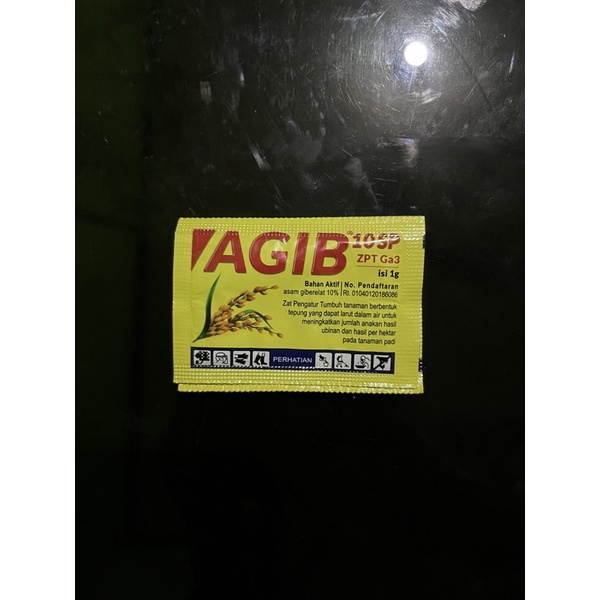 AGIB® 10 SP
ZPT Ga3
isi 1g
Bahan Aktif | No. Pendaftaran
asam giberelat 10% | RI. 01040120186086
Zat Pengatur Tumbuh tanaman berbentuk
tepung yang dapat larut dalam air untuk
meningkatkan jumlah anakan hasil
ubinan dan hasil per hektar
pada tanaman padi
PERHATIAN